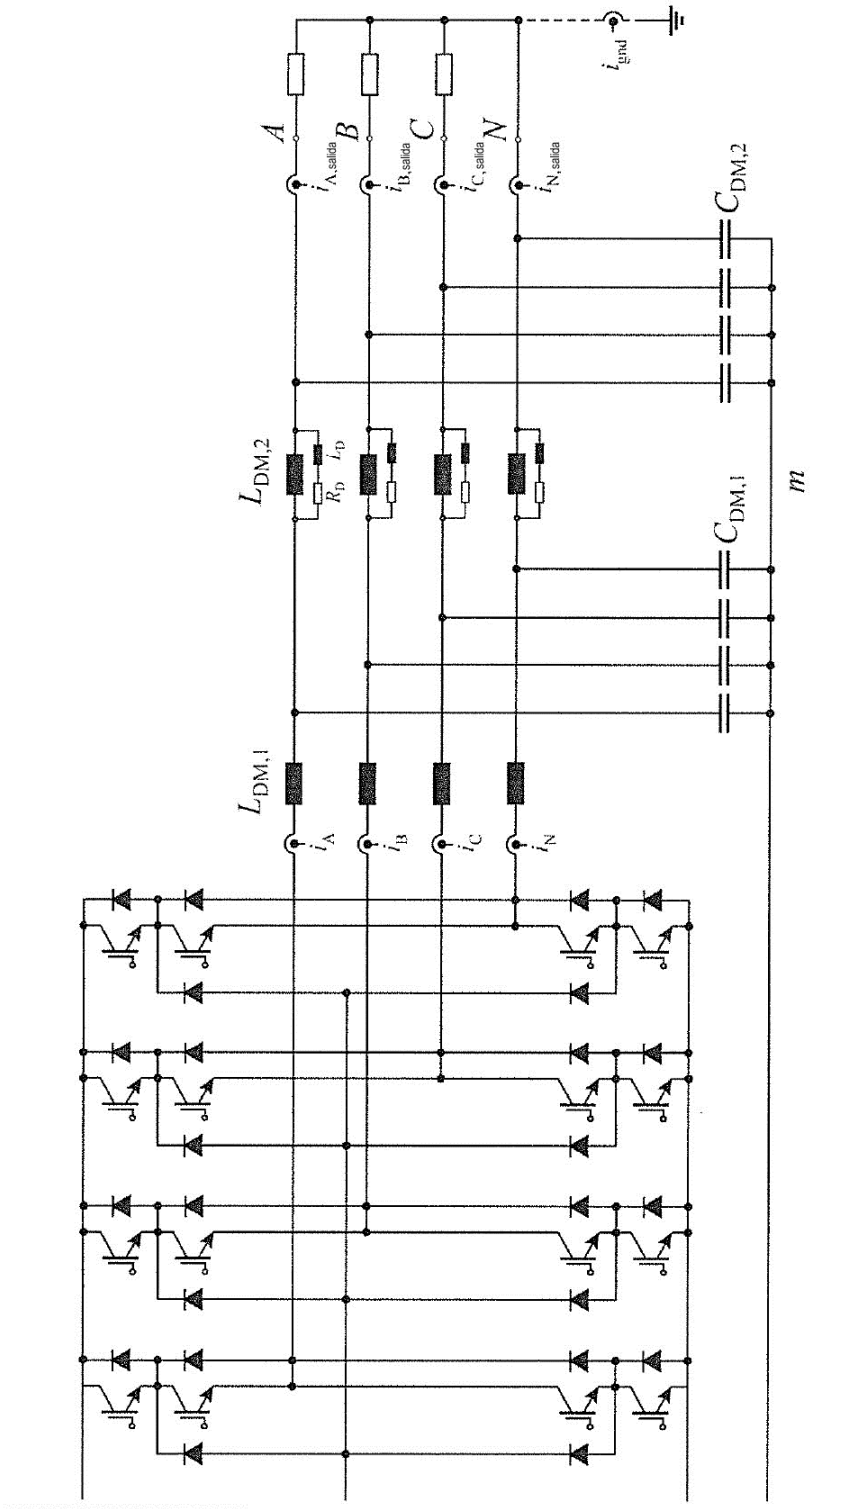 i_gnd
A
B
C
N
i_A,salida
i_B,salida
i_C,salida
i_N,salida
C_DM,2
L_DM,2
L_D
R_D
C_DM,1
m
L_DM,1
i_A
i_B
i_C
i_N